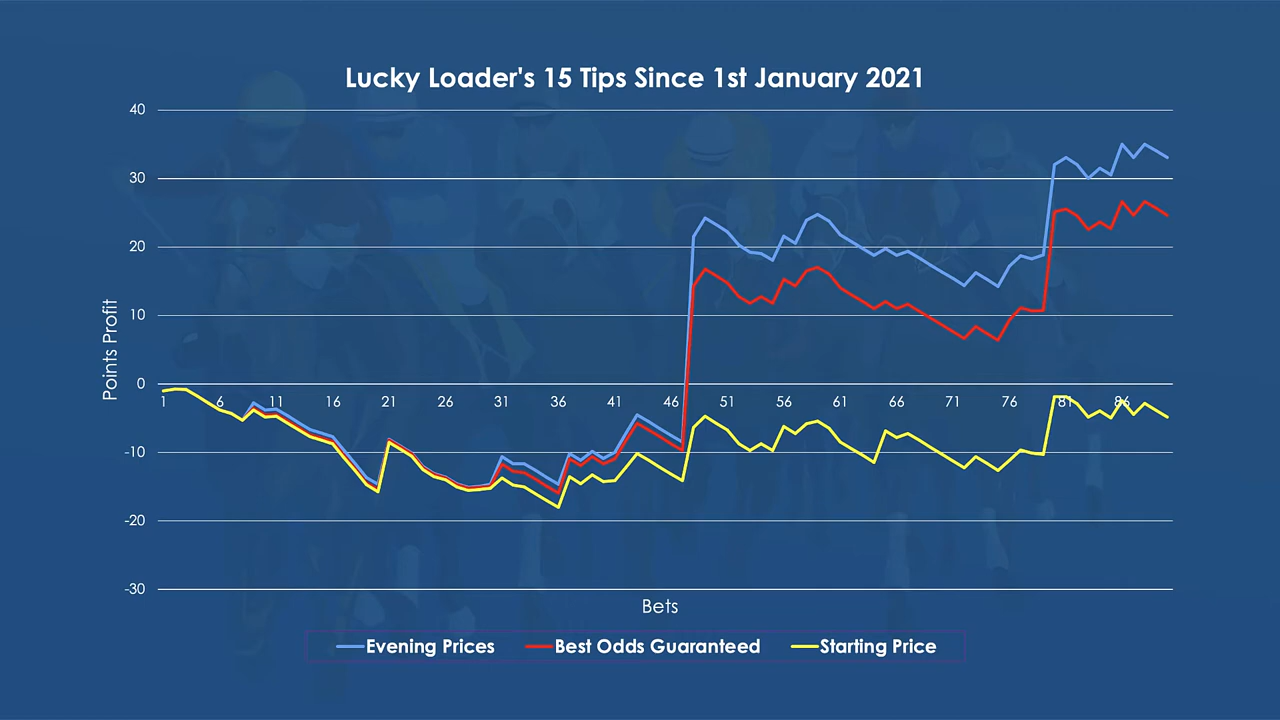 Lucky Loader's 15 Tips Since 1st January 2021
40
30
20
10
0
-10
-20
-30
Points Profit
1 6 11 16 21 26 31 36 41 46 51 56 61 66 71 76 81 86
Bets
Evening Prices Best Odds Guaranteed Starting Price